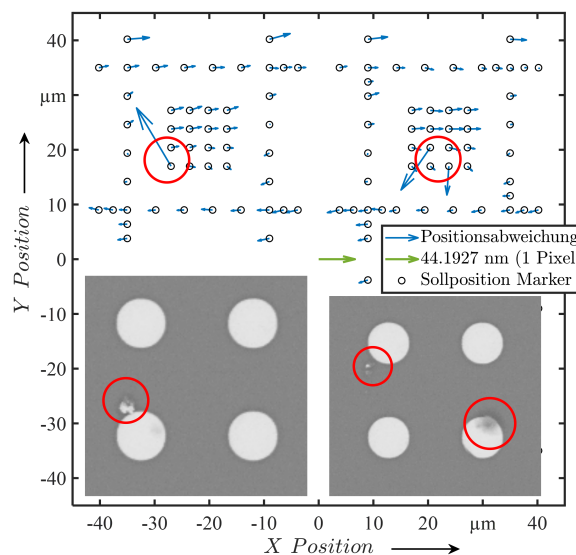 40
μm
20
10
0
-10
-20
-30
-40
Y Position
Positionsabweichung
44.1927 nm (1 Pixel
Sollposition Marker
-40 -30 -20 -10 0 10 20 μm 40
X Position